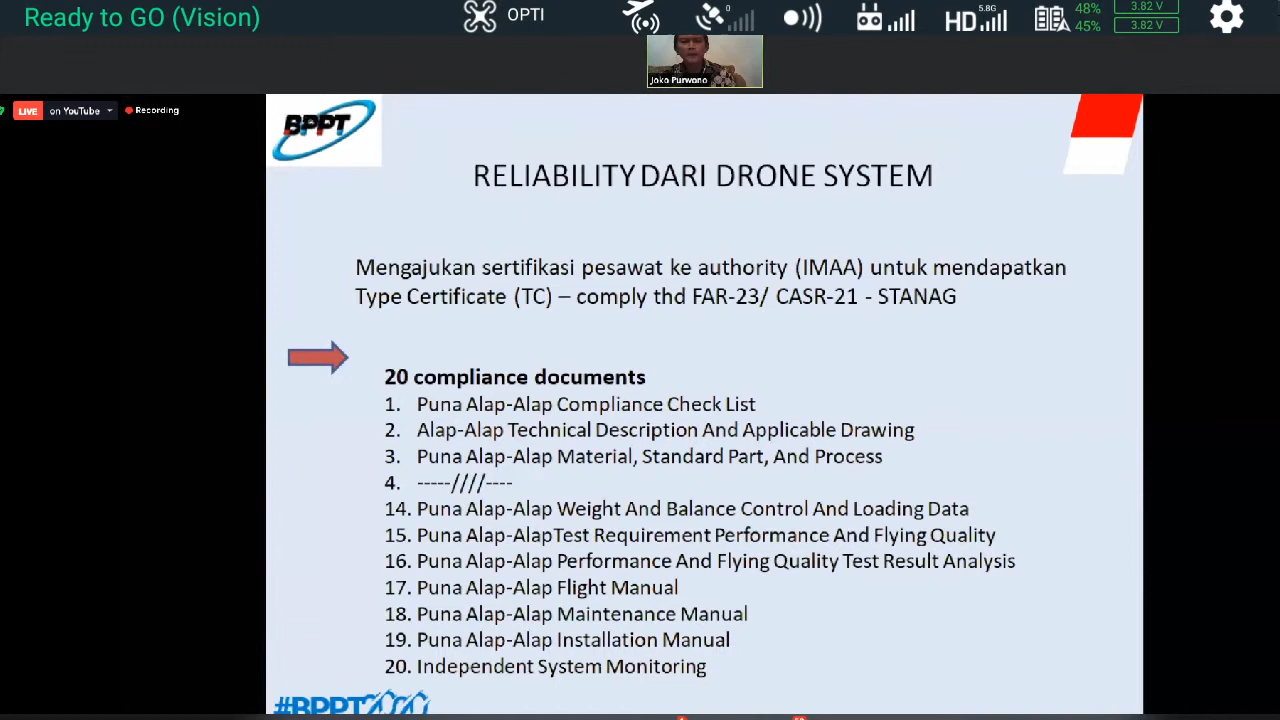 Ready to GO (Vision)
OPTI
0
HD
5.8G
48%
45%
3.82 V
3.82 V
Joko Purwono
LIVE
on YouTube
Recording
BPPT
RELIABILITY DARI DRONE SYSTEM
Mengajukan sertifikasi pesawat ke authority (IMAA) untuk mendapatkan
Type Certificate (TC) – comply thd FAR-23/ CASR-21 - STANAG
20 compliance documents
1. Puna Alap-Alap Compliance Check List
2. Alap-Alap Technical Description And Applicable Drawing
3. Puna Alap-Alap Material, Standard Part, And Process
4. -----////----
14. Puna Alap-Alap Weight And Balance Control And Loading Data
15. Puna Alap-AlapTest Requirement Performance And Flying Quality
16. Puna Alap-Alap Performance And Flying Quality Test Result Analysis
17. Puna Alap-Alap Flight Manual
18. Puna Alap-Alap Maintenance Manual
19. Puna Alap-Alap Installation Manual
20. Independent System Monitoring
#BPPT